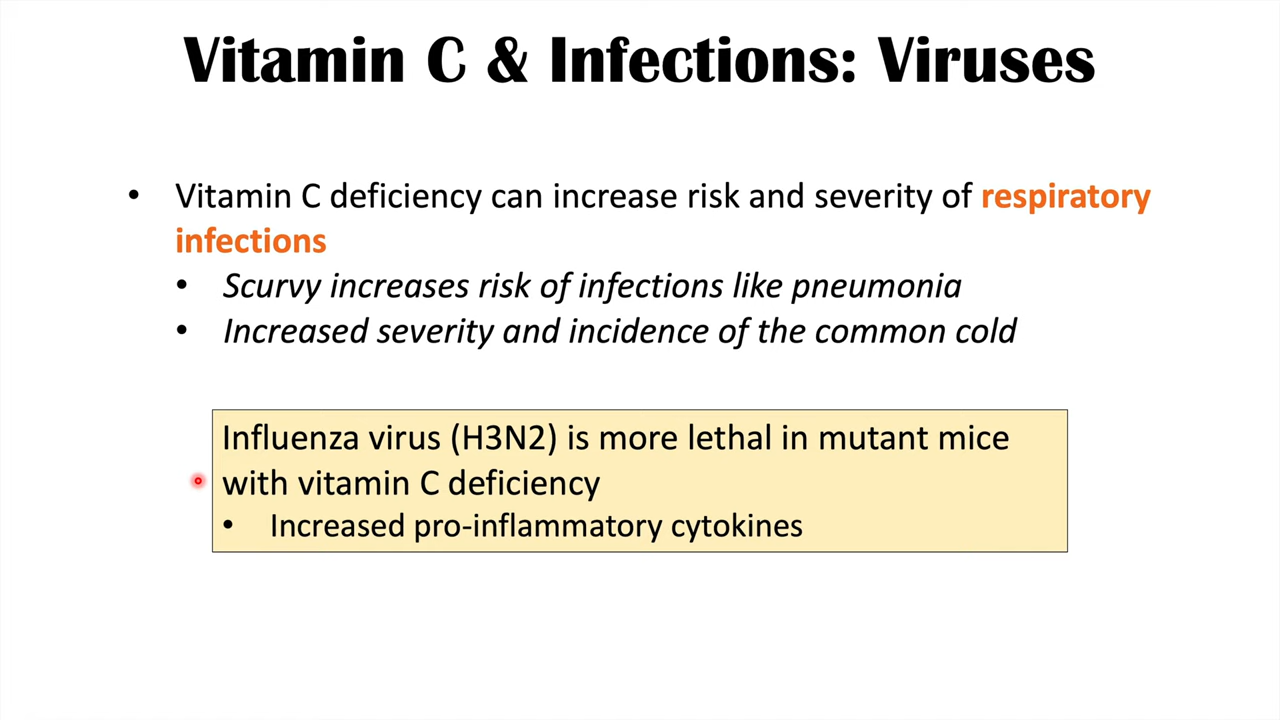 Vitamin C & Infections: Viruses
• Vitamin C deficiency can increase risk and severity of respiratory
infections
• Scurvy increases risk of infections like pneumonia
• Increased severity and incidence of the common cold
Influenza virus (H3N2) is more lethal in mutant mice
with vitamin C deficiency
• Increased pro-inflammatory cytokines